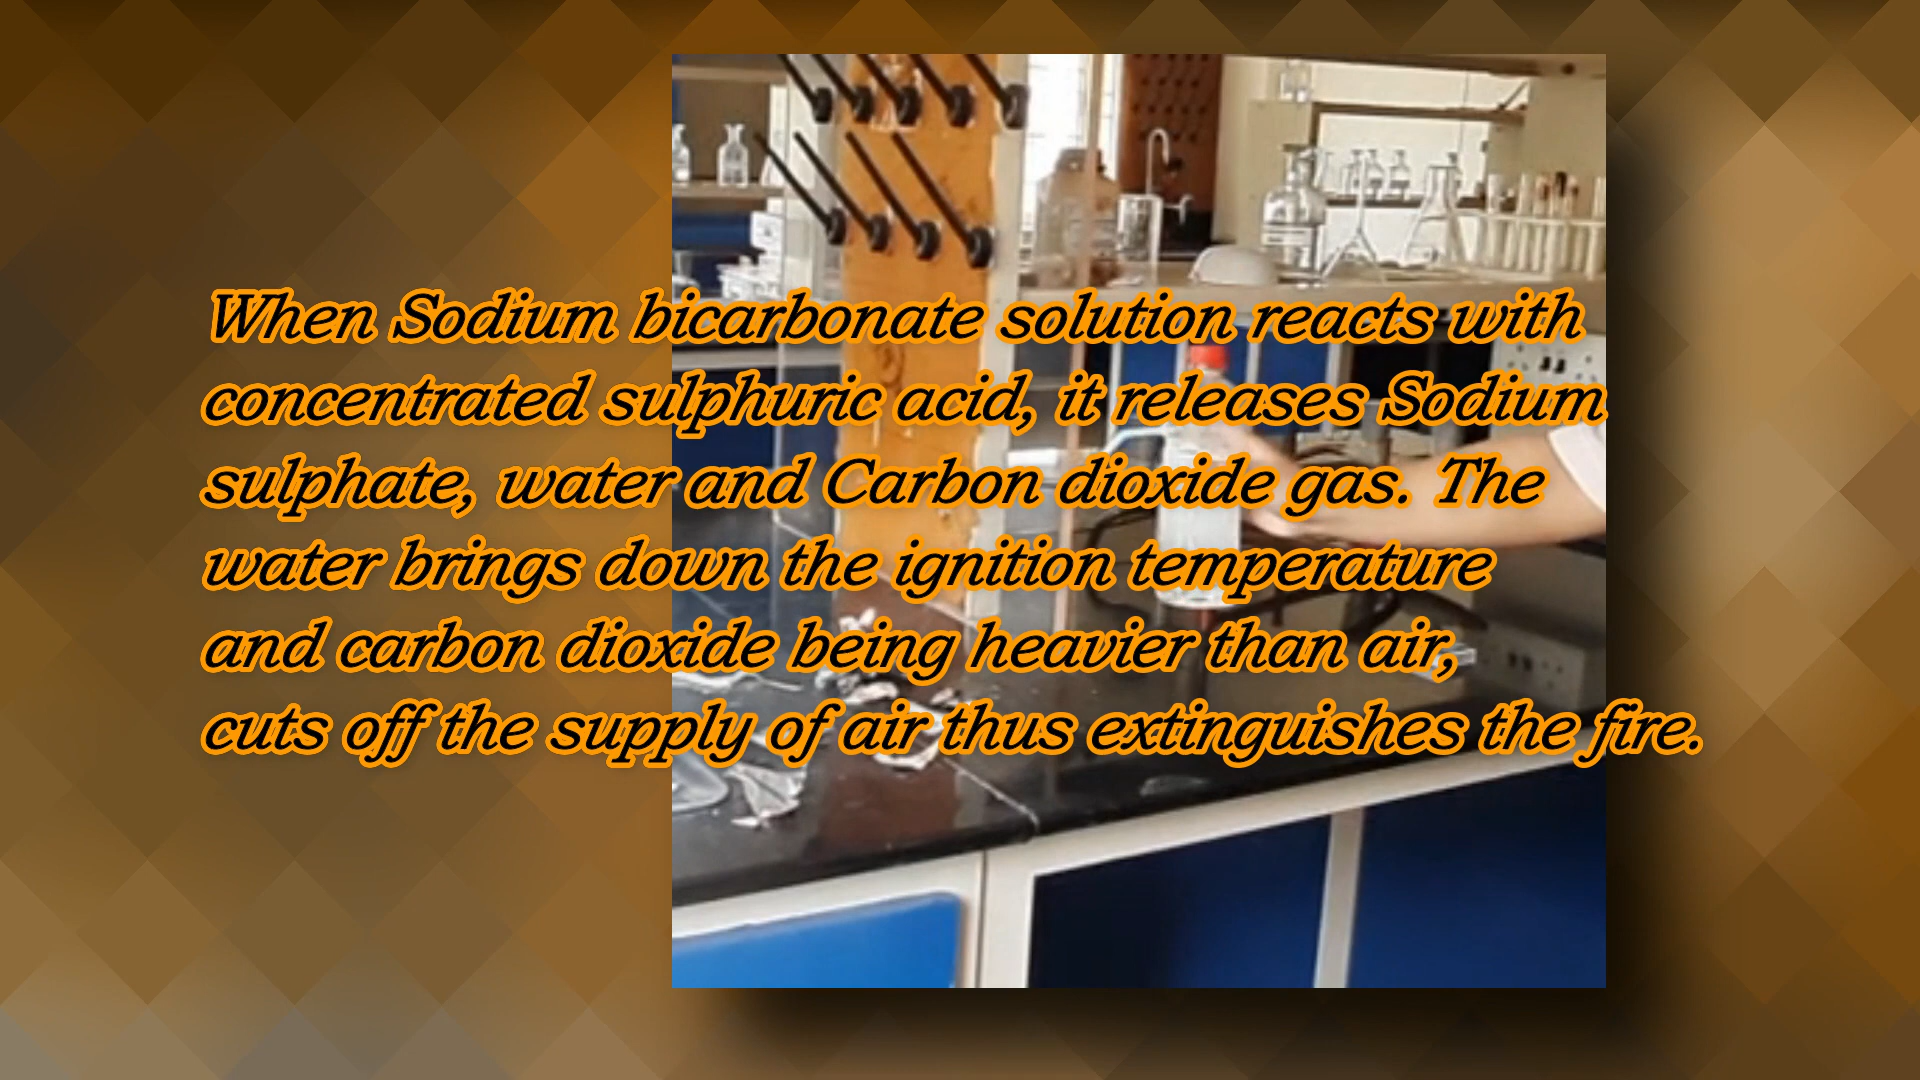 When Sodium bicarbonate solution reacts with
concentrated sulphuric acid, it releases Sodium
sulphate, water and Carbon dioxide gas. The
water brings down the ignition temperature
and carbon dioxide being heavier than air,
cuts off the supply of air thus extinguishes the fire.